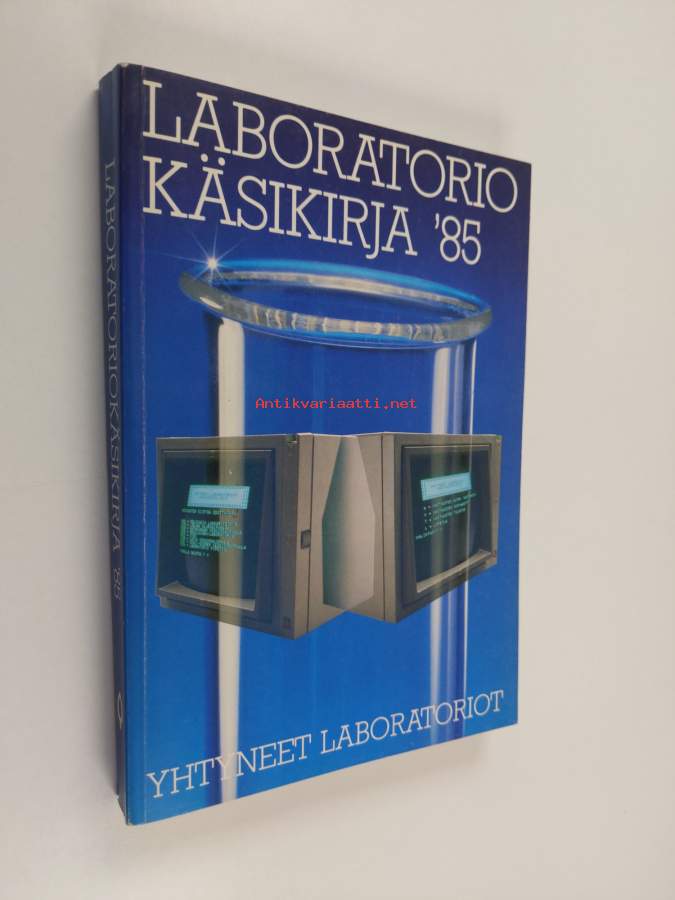 LABORATORIO
KÄSIKIRJA '85
LABORATORIOKÄSIKIRJA '85
Antikvariaatti.net
YHTYNEET LABORATORIOT